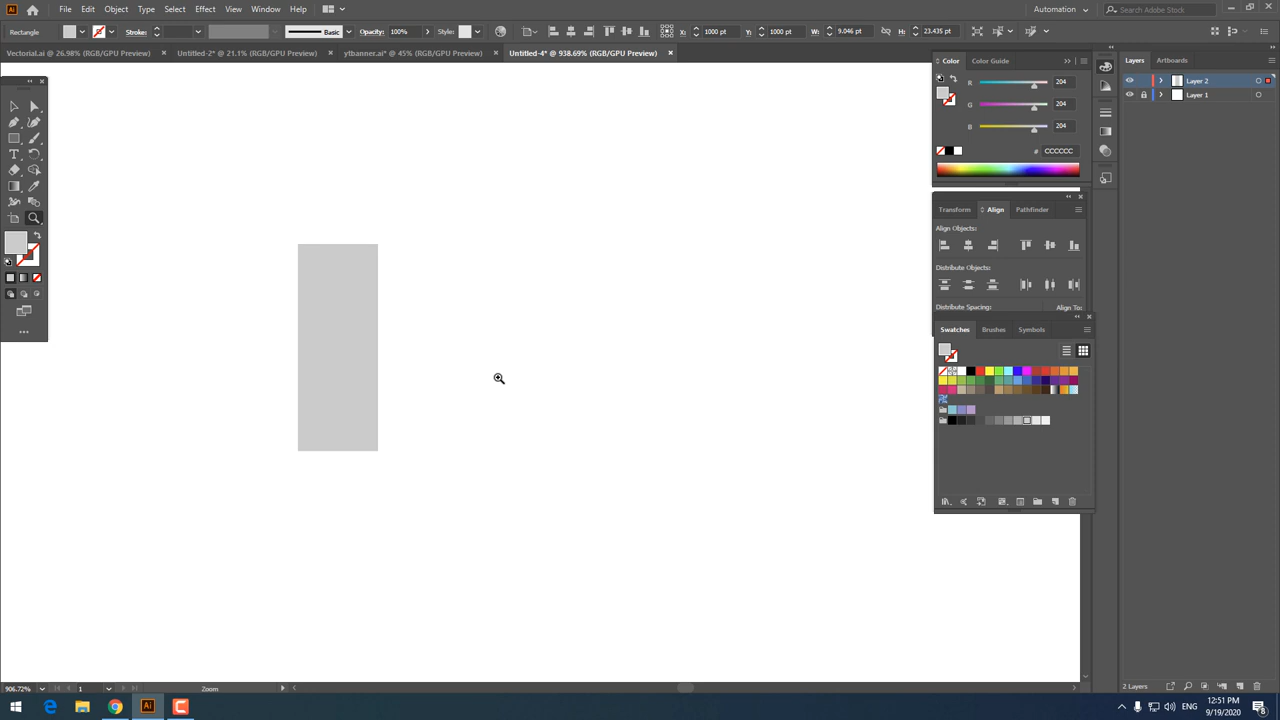 Ai File Edit Object Type Select Effect View Window Help Automation Search Adobe Stock
Rectangle Stroke: Basic Opacity: 100% Style: X: 1000 pt Y: 1000 pt W: 9.046 pt H: 23.435 pt
Vectorial.ai @ 26.98% (RGB/GPU Preview) × Untitled-2* @ 21.1% (RGB/GPU Preview) × ytbanner.ai* @ 45% (RGB/GPU Preview) × Untitled-4* @ 938.69% (RGB/GPU Preview) ×
Color Color Guide Layers Artboards
R 204 Layer 2
Layer 1
G 204
B 204
# CCCCCC
Transform Align Pathfinder
Align Objects:
Distribute Objects:
Distribute Spacing: Align To:
Swatches Brushes Symbols
906.72% 1 Zoom 2 Layers
Ai ENG 12:51 PM
9/19/2020